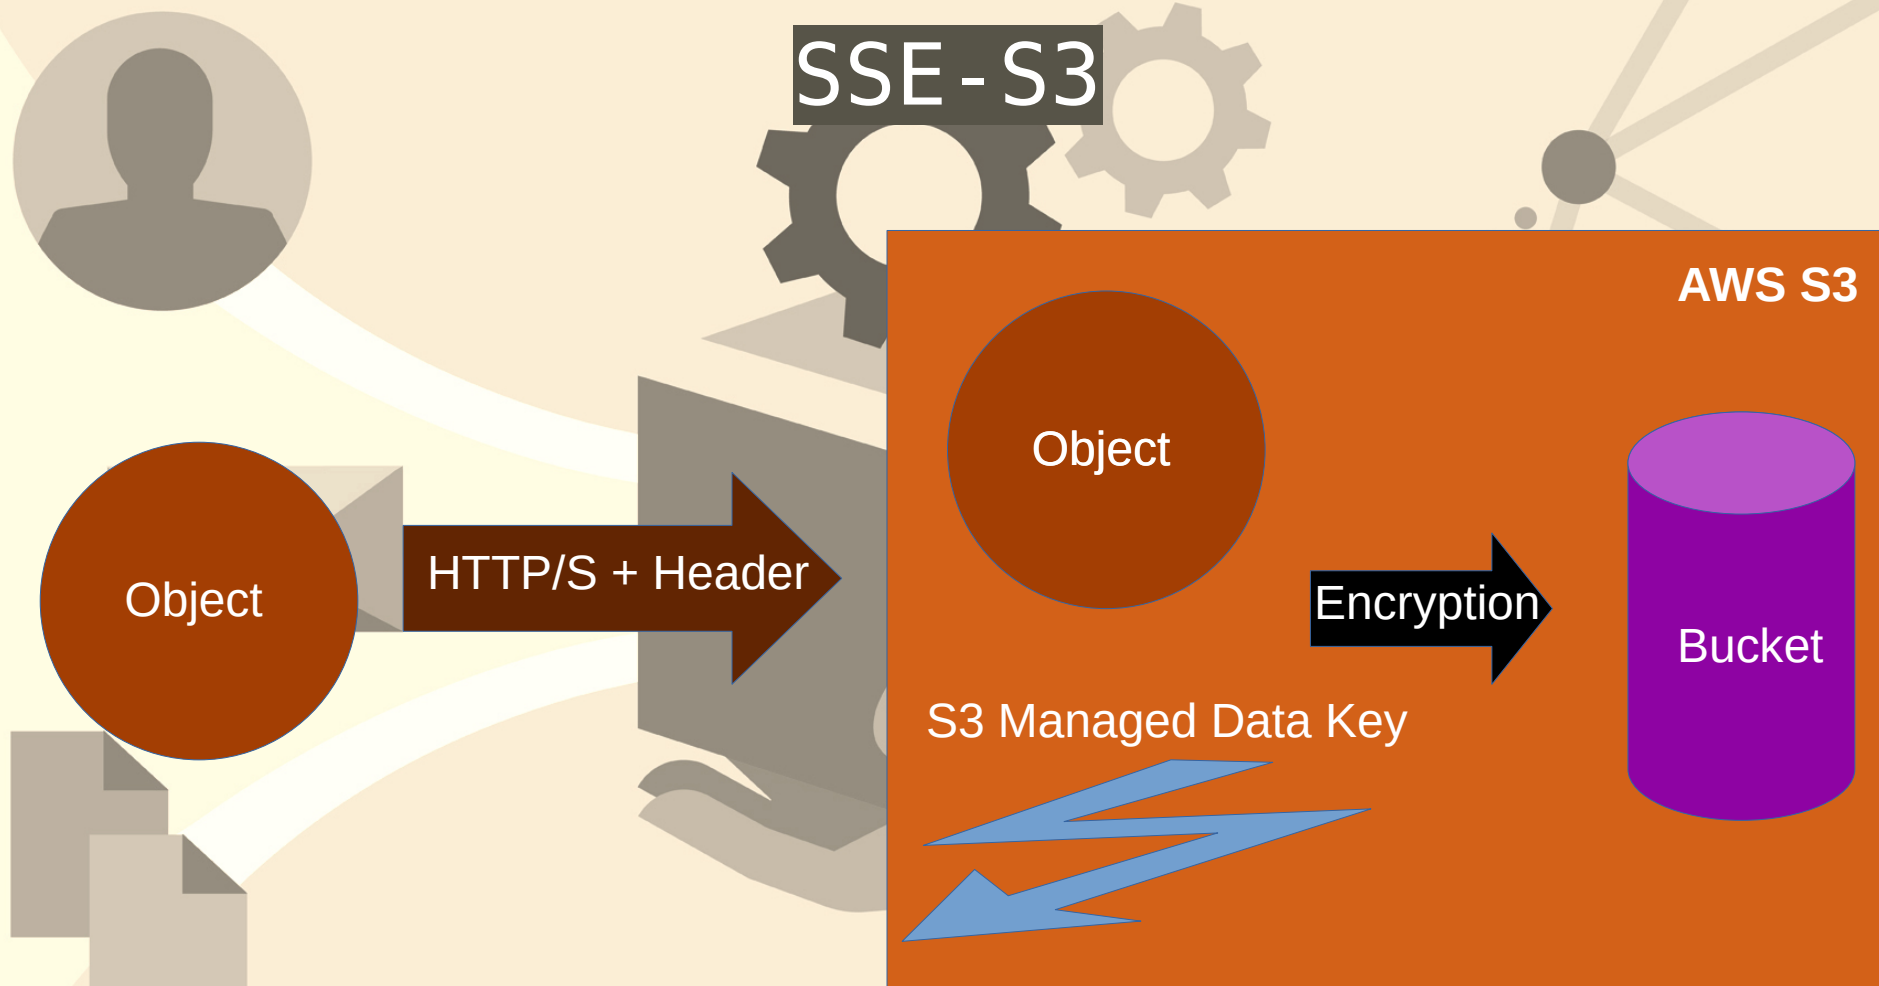 SSE-S3
AWS S3
Object
HTTP/S + Header
Object
Encryption
Bucket
S3 Managed Data Key